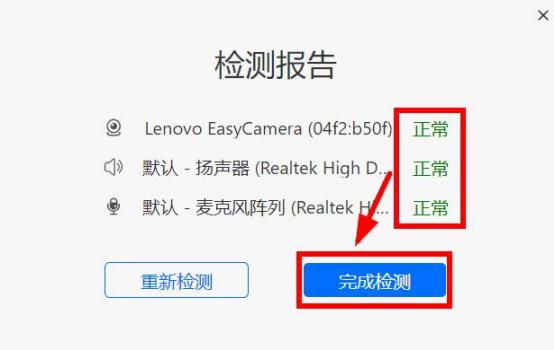 检测报告
Lenovo EasyCamera (04f2:b50f) 正常
默认 - 扬声器 (Realtek High D... 正常
默认 - 麦克风阵列 (Realtek Hi... 正常
重新检测 完成检测